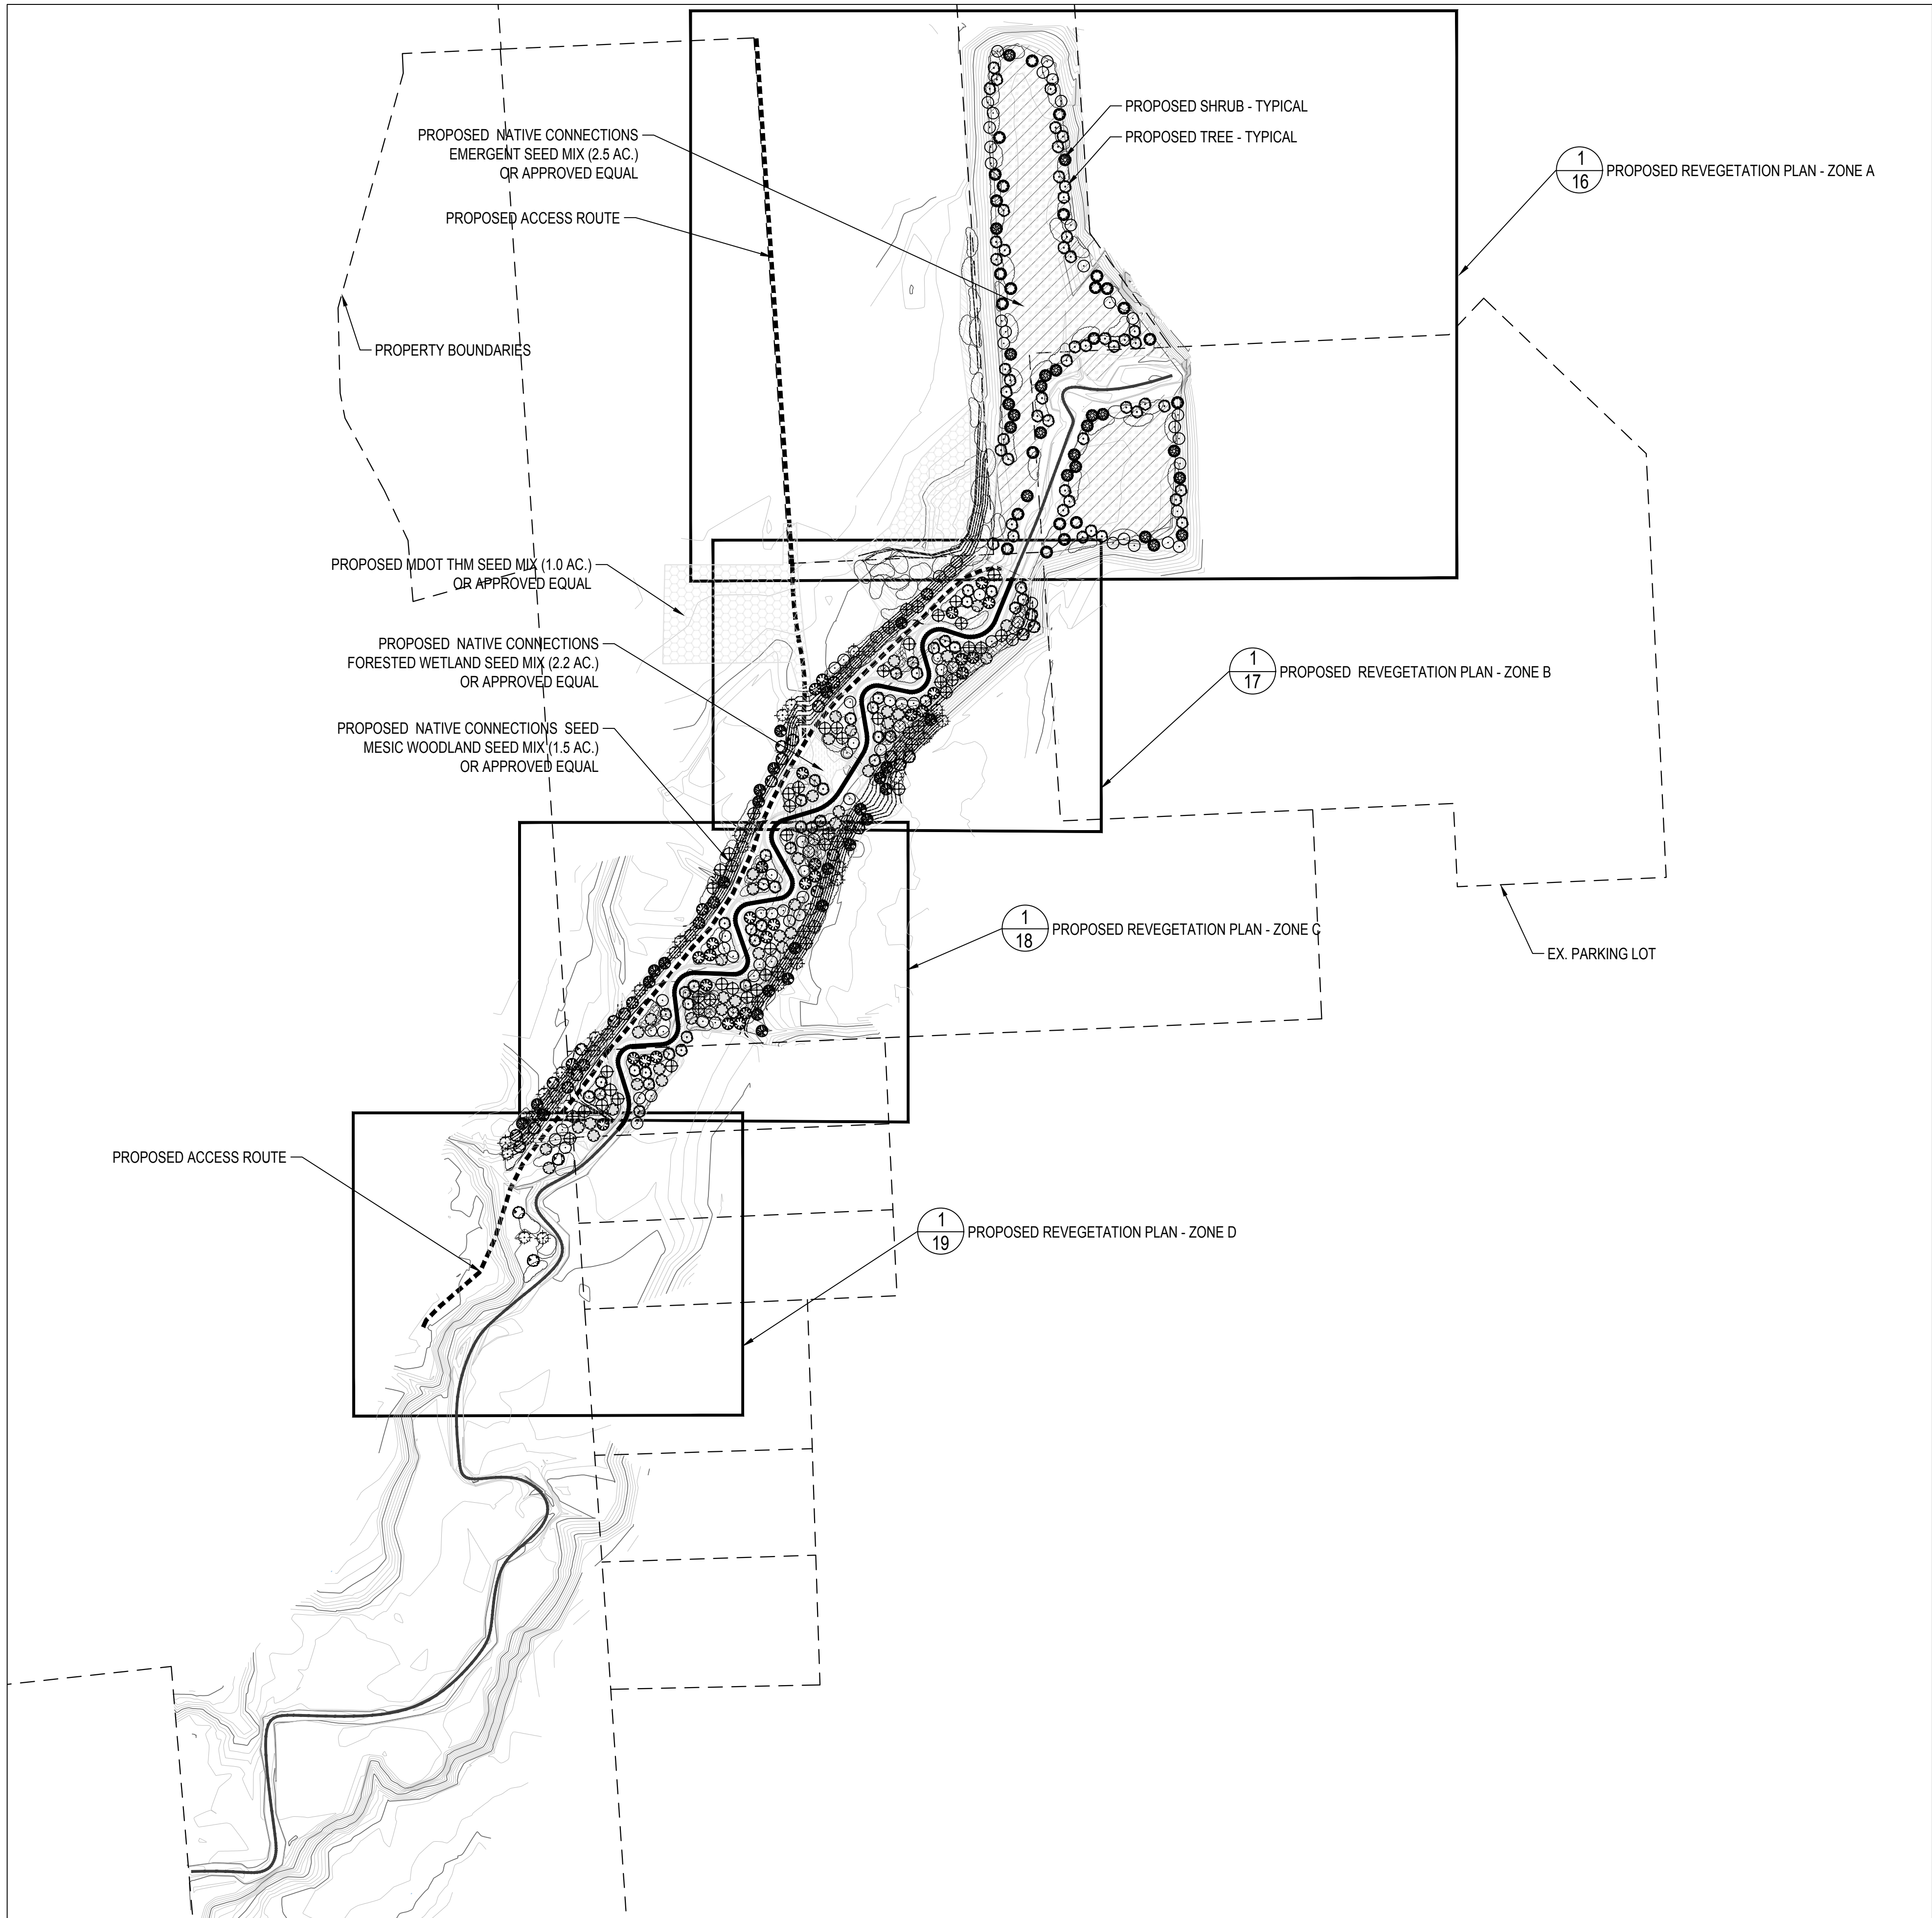 PROPOSED SHRUB - TYPICAL
PROPOSED TREE - TYPICAL
PROPOSED NATIVE CONNECTIONS
EMERGENT SEED MIX (2.5 AC.)
OR APPROVED EQUAL
1
16
PROPOSED REVEGETATION PLAN - ZONE A
PROPOSED ACCESS ROUTE
PROPERTY BOUNDARIES
PROPOSED MDOT THM SEED MIX (1.0 AC.)
OR APPROVED EQUAL
PROPOSED NATIVE CONNECTIONS
FORESTED WETLAND SEED MIX (2.2 AC.)
OR APPROVED EQUAL
1
17
PROPOSED REVEGETATION PLAN - ZONE B
PROPOSED NATIVE CONNECTIONS SEED
MESIC WOODLAND SEED MIX (1.5 AC.)
OR APPROVED EQUAL
1
18
PROPOSED REVEGETATION PLAN - ZONE C
EX. PARKING LOT
PROPOSED ACCESS ROUTE
1
19
PROPOSED REVEGETATION PLAN - ZONE D